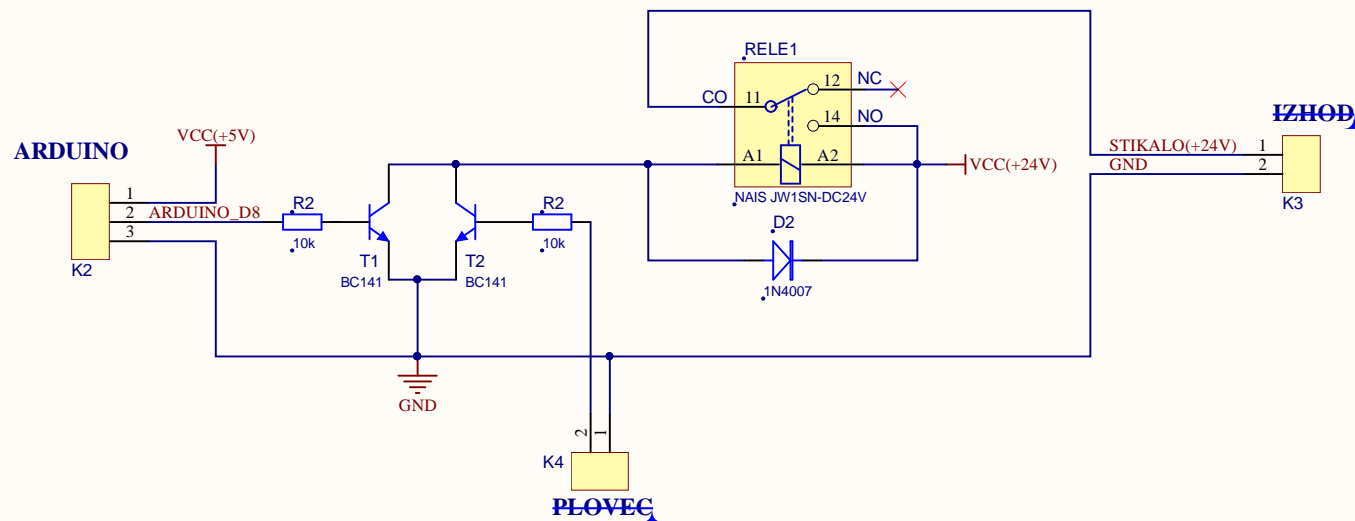 RELE1
12 NC
CO 11
14 NO
IZHOD
VCC(+5V)
ARDUINO
STIKALO(+24V) 1
GND 2
A1 A2 VCC(+24V)
1
NAIS JW1SN-DC24V
K3
2 ARDUINO_D8 R2 R2
D2
3 10k 10k
K2 T1 T2
BC141 BC141
1N4007
GND
2 1
K4
PLOVEC